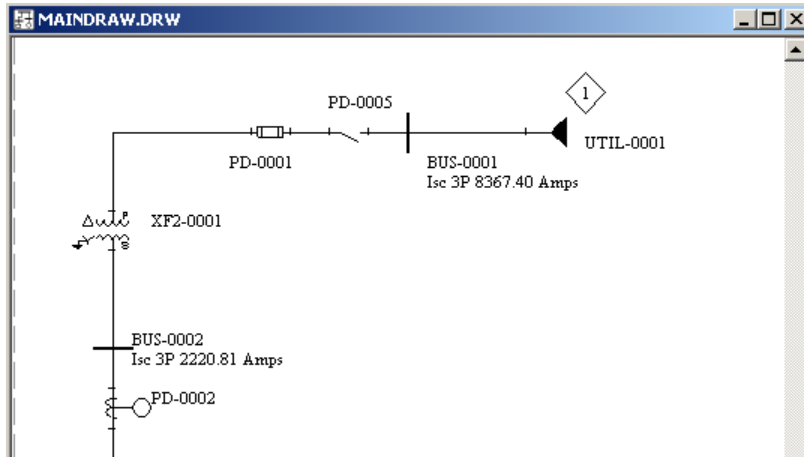 MAINDRAW.DRW
1
PD-0005
UTIL-0001
PD-0001
BUS-0001
Isc 3P 8367.40 Amps
P
XF2-0001
S
BUS-0002
Isc 3P 2220.81 Amps
PD-0002